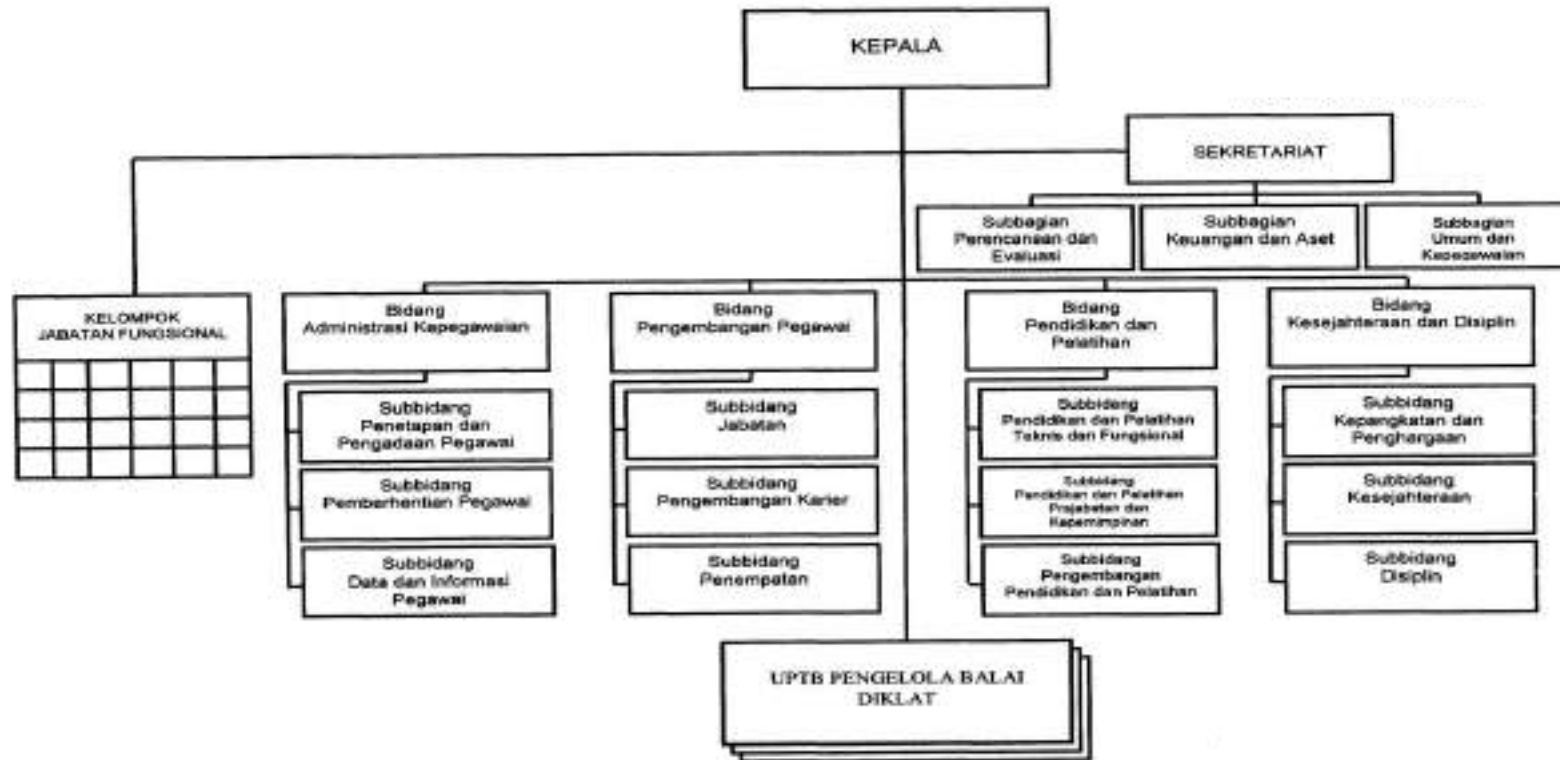 KEPALA
SEKRETARIAT
Subbagian
Perencanaan dan
Evaluasi
Subbagian
Keuangan dan Aset
Subbagian
Umum dan
Kepegawaian
KELOMPOK
JABATAN FUNGSIONAL
Bidang
Administrasi Kepegawaian
Subbidang
Penetapan dan
Pengadaan Pegawai
Subbidang
Pemberhentian Pegawai
Subbidang
Data dan Informasi
Pegawai
Bidang
Pengembangan Pegawai
Subbidang
Jabatan
Subbidang
Pengembangan Karier
Subbidang
Penempatan
Bidang
Pendidikan dan
Pelatihan
Subbidang
Pendidikan dan Pelatihan
Teknis dan Fungsional
Subbidang
Pendidikan dan Pelatihan
Prajabatan dan
Kepemimpinan
Subbidang
Pengembangan
Pendidikan dan Pelatihan
Bidang
Kesejahteraan dan Disiplin
Subbidang
Kepangkatan dan
Penghargaan
Subbidang
Kesejahteraan
Subbidang
Disiplin
UPTB PENGELOLA BALAI
DIKLAT